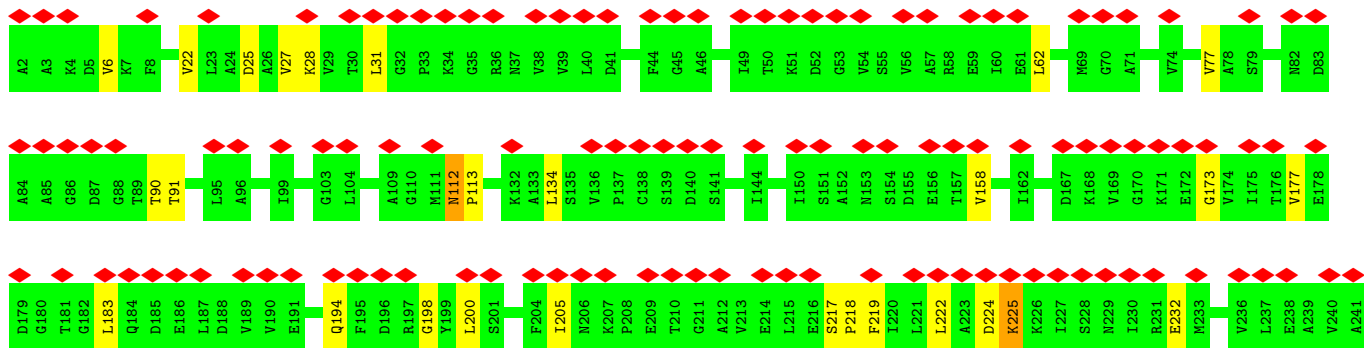 A2 A3 K4 D5 V6 K7 F8 V22 L23 A24 D25 A26 V27 K28 V29 T30 L31 G32 P33 K34 G35 R36 N37 V38 V39 L40 D41 F44 G45 A46 I49 T50 K51 D52 G53 V54 S55 V56 A57 R58 E59 I60 E61 L62 M69 G70 A71 V74 V77 A78 S79 N82 D83
A84 A85 G86 D87 G88 T89 T90 T91 L95 A96 I99 G103 L104 A109 G110 M111 N112 P113 K132 A133 L134 S135 V136 P137 C138 S139 D140 S141 I144 I150 S151 A152 N153 S154 D155 E156 T157 V158 I162 D167 K168 V169 G170 K171 E172 G173 V174 I175 T176 V177 E178
D179 G180 T181 G182 L183 Q184 D185 E186 L187 D188 V189 V190 E191 Q194 F195 D196 R197 G198 Y199 L200 S201 F204 I205 N206 K207 P208 E209 T210 G211 A212 V213 E214 L215 E216 S217 P218 F219 I220 L221 L222 A223 D224 K225 K226 I227 S228 N229 I230 R231 E232 M233 V236 L237 E238 A239 V240 A241